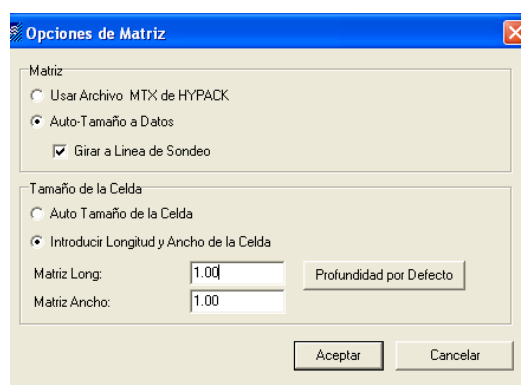 Opciones de Matriz
Matriz
Usar Archivo MTX de HYPACK
Auto-Tamaño a Datos
Girar a Linea de Sondeo
Tamaño de la Celda
Auto Tamaño de la Celda
Introducir Longitud y Ancho de la Celda
Matriz Long: 1.00 Profundidad por Defecto
Matriz Ancho: 1.00
Aceptar Cancelar